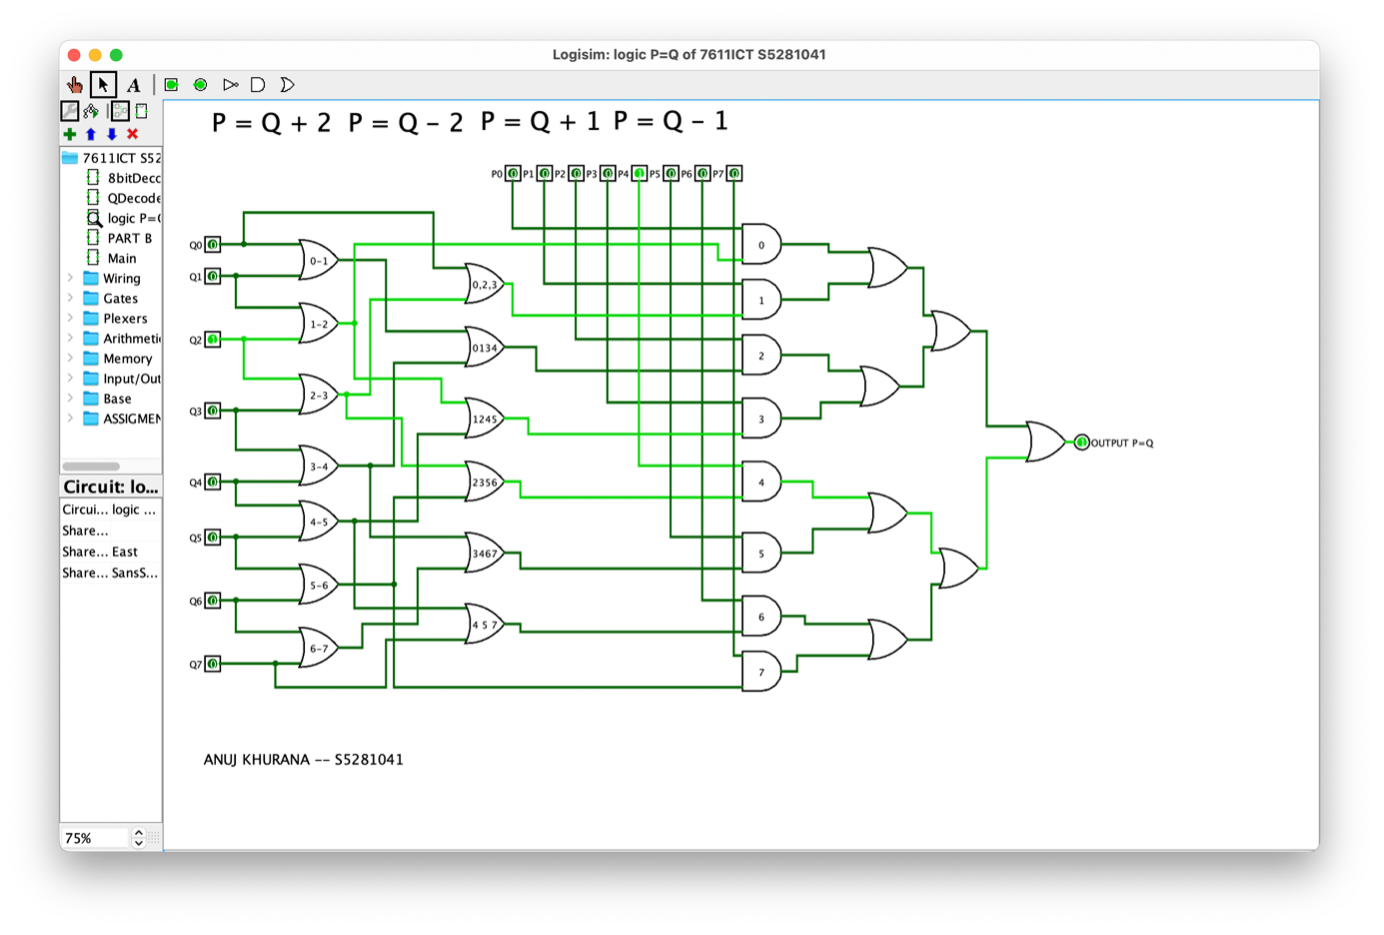 Logisim: logic P=Q of 7611ICT S5281041
A
7611ICT S52
8bitDeco
QDecode
logic P=Q
PART B
Main
Wiring
Gates
Plexers
Arithmeti
Memory
Input/Out
Base
ASSIGMEN
Circuit: lo...
Circui... logic ...
Share...
Share... East
Share... SansS...
75%
P = Q + 2 P = Q - 2 P = Q + 1 P = Q - 1
P0 0 P1 0 P2 0 P3 0 P4 1 P5 0 P6 0 P7 0
Q0 0
Q1 0
Q2 1
Q3 0
Q4 0
Q5 0
Q6 0
Q7 0
0-1
1-2
2-3
3-4
4-5
5-6
6-7
0,2,3
0134
1245
2356
3467
4 5 7
0
1
2
3
4
5
6
7
1 OUTPUT P=Q
ANUJ KHURANA -- S5281041